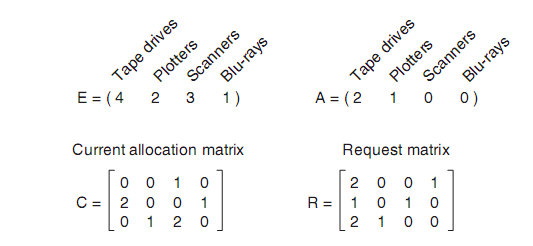 Tape drives Plotters Scanners Blu-rays
Tape drives Plotters Scanners Blu-rays
E = ( 4 2 3 1 )
A = ( 2 1 0 0 )
Current allocation matrix
Request matrix
C =
0 0 1 0
2 0 0 1
0 1 2 0
R =
2 0 0 1
1 0 1 0
2 1 0 0